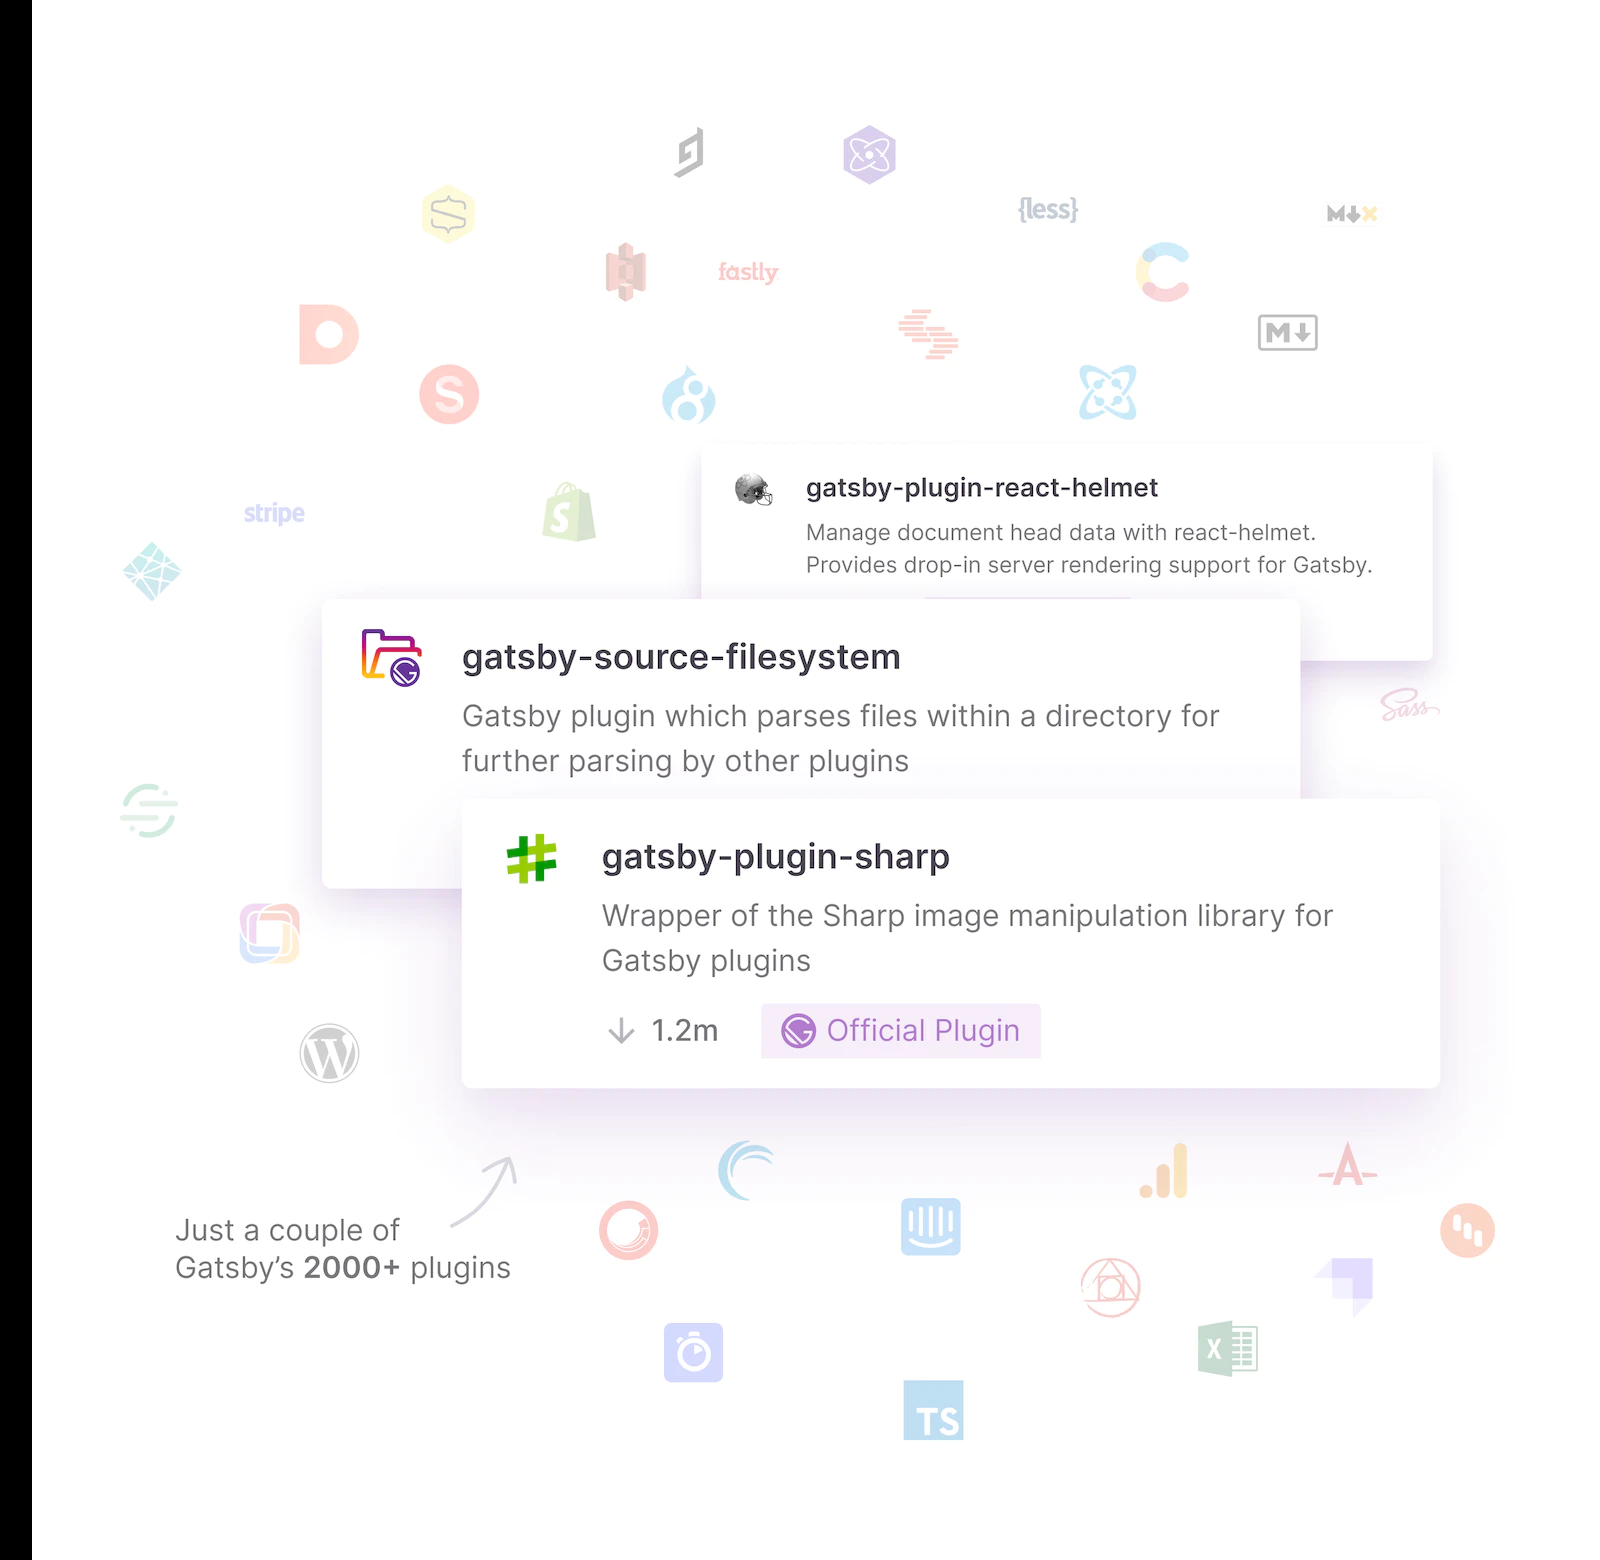 {less}
M
fastly
M
S
stripe
S
gatsby-plugin-react-helmet
Manage document head data with react-helmet.
Provides drop-in server rendering support for Gatsby.
gatsby-source-filesystem
Gatsby plugin which parses files within a directory for
further parsing by other plugins
Sass
gatsby-plugin-sharp
Wrapper of the Sharp image manipulation library for
Gatsby plugins
1.2m
Official Plugin
W
Just a couple of
Gatsby’s 2000+ plugins
X
TS